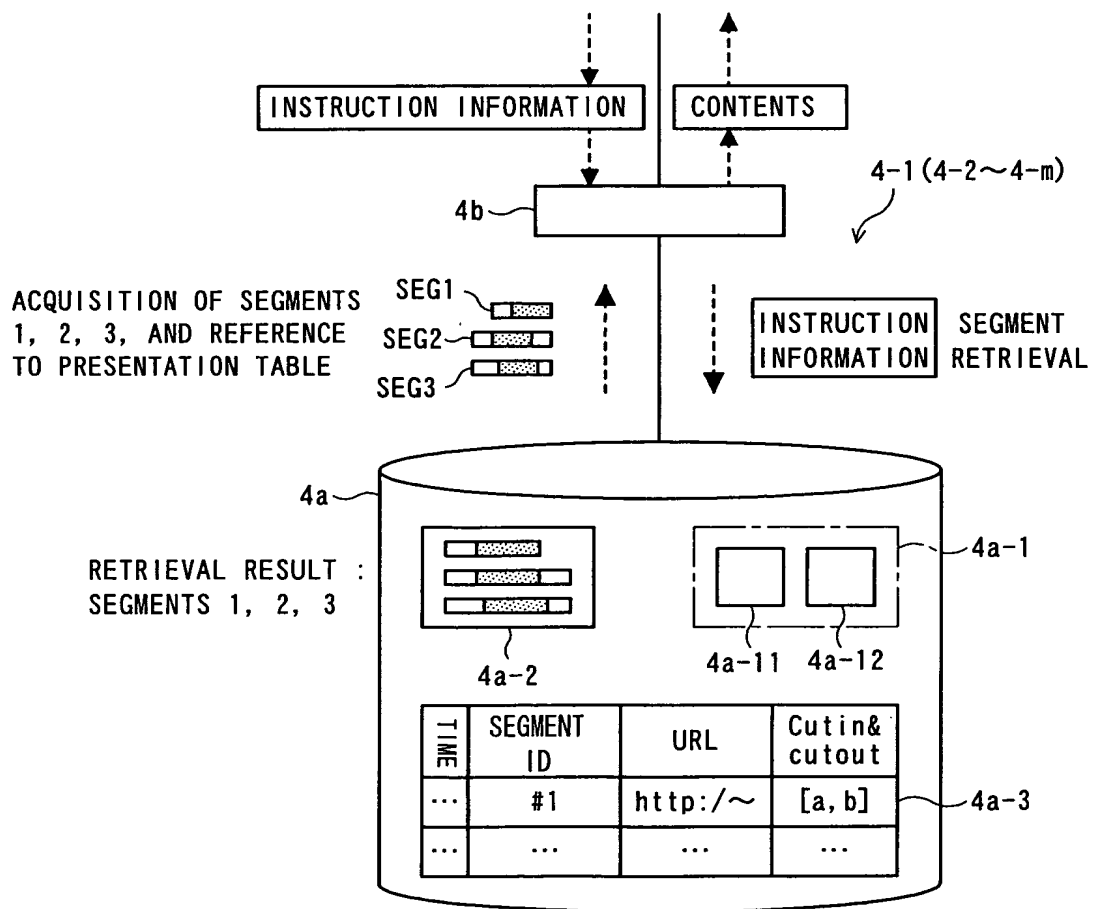 INSTRUCTION INFORMATION
CONTENTS
4-1(4-2～4-m)
4b
ACQUISITION OF SEGMENTS
1, 2, 3, AND REFERENCE
TO PRESENTATION TABLE
SEG1
SEG2
SEG3
INSTRUCTION
INFORMATION
SEGMENT
RETRIEVAL
4a
RETRIEVAL RESULT :
SEGMENTS 1, 2, 3
4a-2
4a-1
4a-11
4a-12
TIME
SEGMENT
ID
URL
Cutin&
cutout
... #1 http:/～ [a, b]
4a-3
... ... ... ...